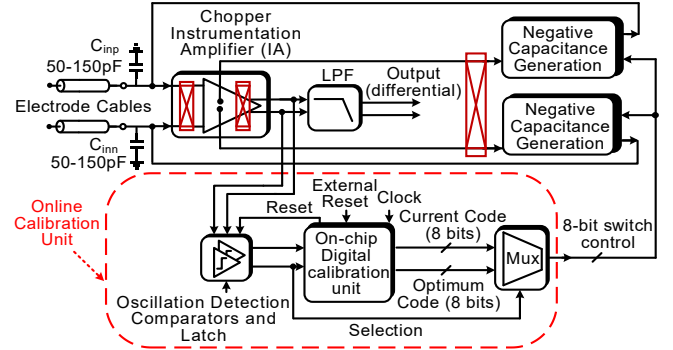 Chopper
Instrumentation
Amplifier (IA)
Negative
Capacitance
Generation
Cinp
50-150pF
LPF
Output
(differential)
Electrode Cables
Negative
Capacitance
Generation
Cinn
50-150pF
External
Reset
Clock
Reset
Current Code
(8 bits)
Online
Calibration
Unit
On-chip
Digital
calibration
unit
Mux
8-bit switch
control
Optimum
Code (8 bits)
Oscillation Detection
Comparators and
Latch
Selection